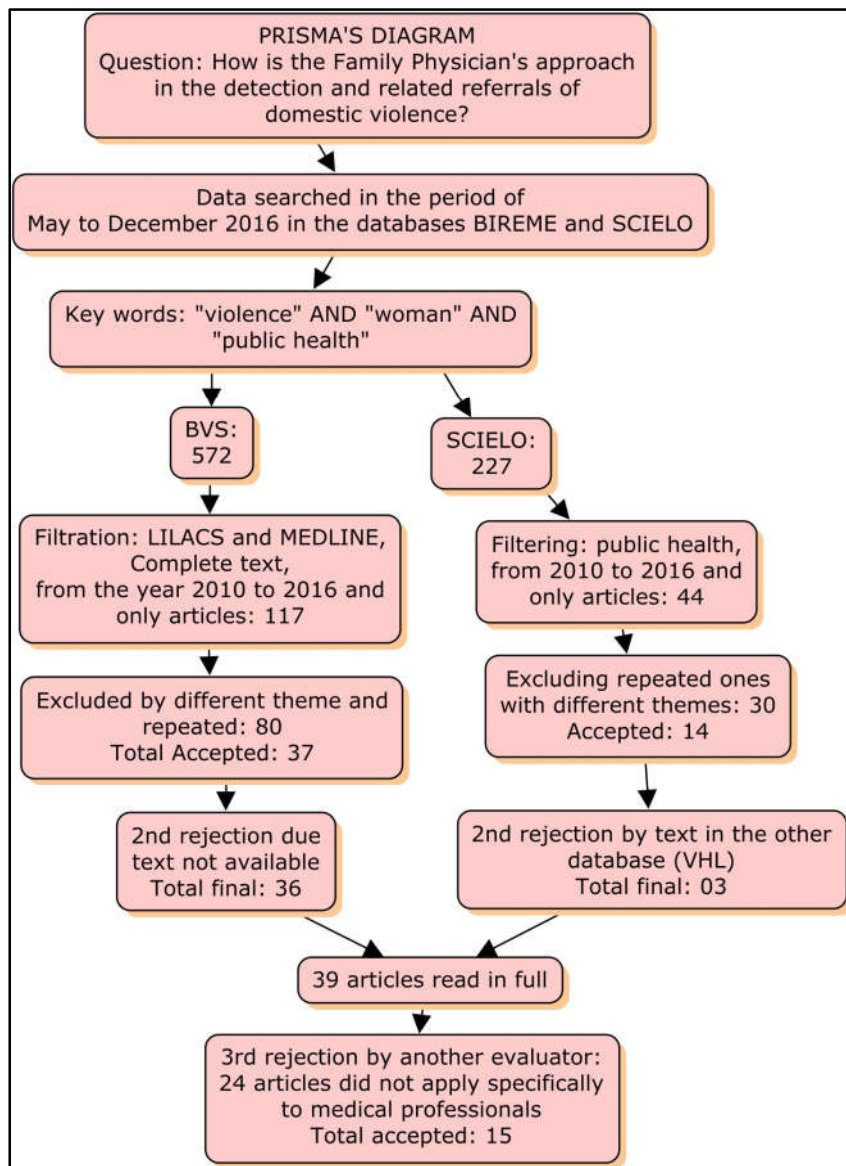 PRISMA'S DIAGRAM
Question: How is the Family Physician's approach
in the detection and related referrals of
domestic violence?
Data searched in the period of
May to December 2016 in the databases BIREME and SCIELO
Key words: "violence" AND "woman" AND
"public health"
BVS:
572
SCIELO:
227
Filtration: LILACS and MEDLINE,
Complete text,
from the year 2010 to 2016 and
only articles: 117
Filtering: public health,
from 2010 to 2016 and
only articles: 44
Excluded by different theme and
repeated: 80
Total Accepted: 37
Excluding repeated ones
with different themes: 30
Accepted: 14
2nd rejection due
text not available
Total final: 36
2nd rejection by text in the other
database (VHL)
Total final: 03
39 articles read in full
3rd rejection by another evaluator:
24 articles did not apply specifically
to medical professionals
Total accepted: 15